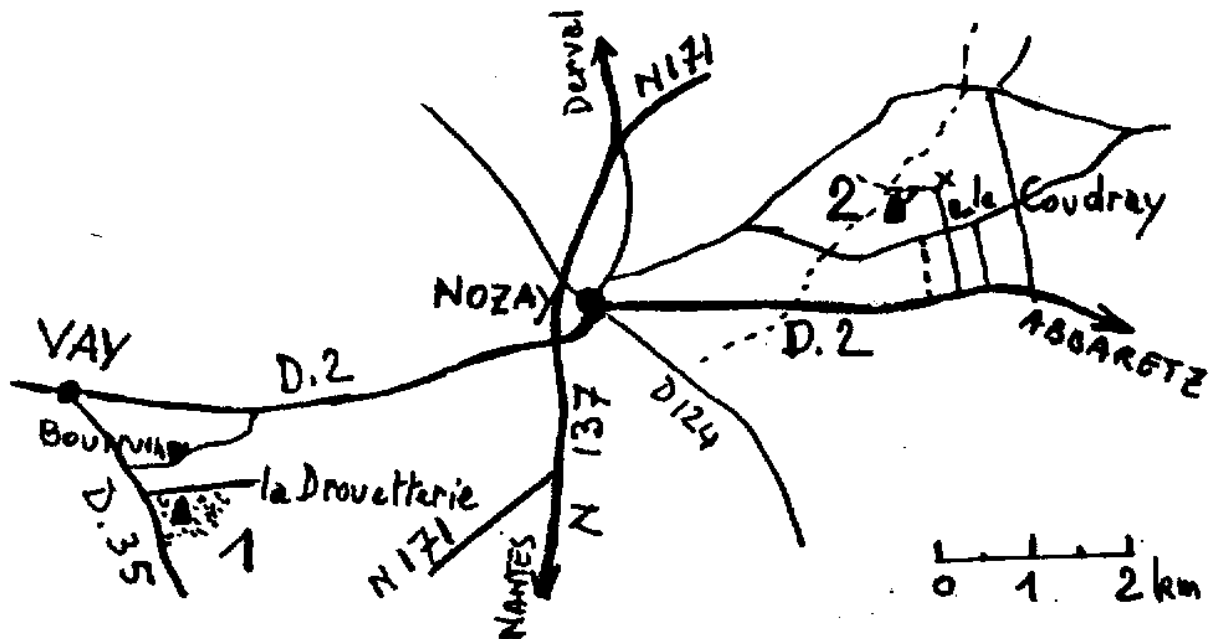 Derval
N171
2
la
Coudray
NOZAY
D.2
ABBARETZ
VAY
D.2
D124
N 137
la Drouetterie
D.35
1
N171
NANTES
0 1 2 km